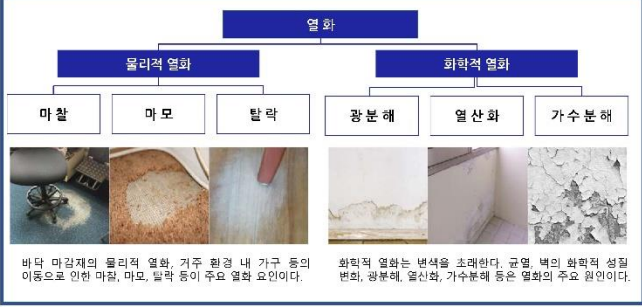 열화
물리적 열화
화학적 열화
마찰
마모
탈락
광분해
열산화
가수분해
바닥 마감재의 물리적 열화, 거주 환경 내 가구 등의
이동으로 인한 마찰, 마모, 탈락 등이 주요 열화 요인이다.
화학적 열화는 변색을 초래한다. 균열, 벽의 화학적 성질
변화, 광분해, 열산화, 가수분해 등은 열화의 주요 원인이다.